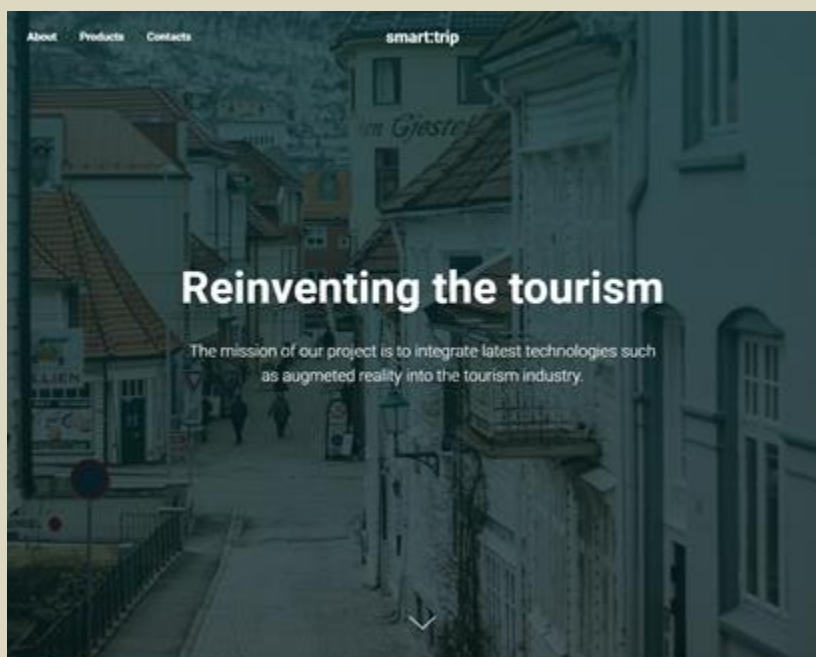 About Products Contacts
smart:trip
Gjestel
Reinventing the tourism
The mission of our project is to integrate latest technologies such
as augmeted reality into the tourism industry.